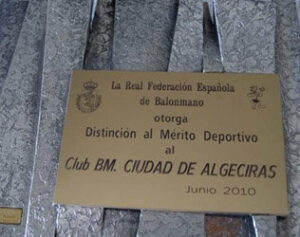 La Real Federación Española
de Balonmano
otorga
Distinción al Mérito Deportivo
al
Club BM. CIUDAD DE ALGECIRAS
Junio 2010